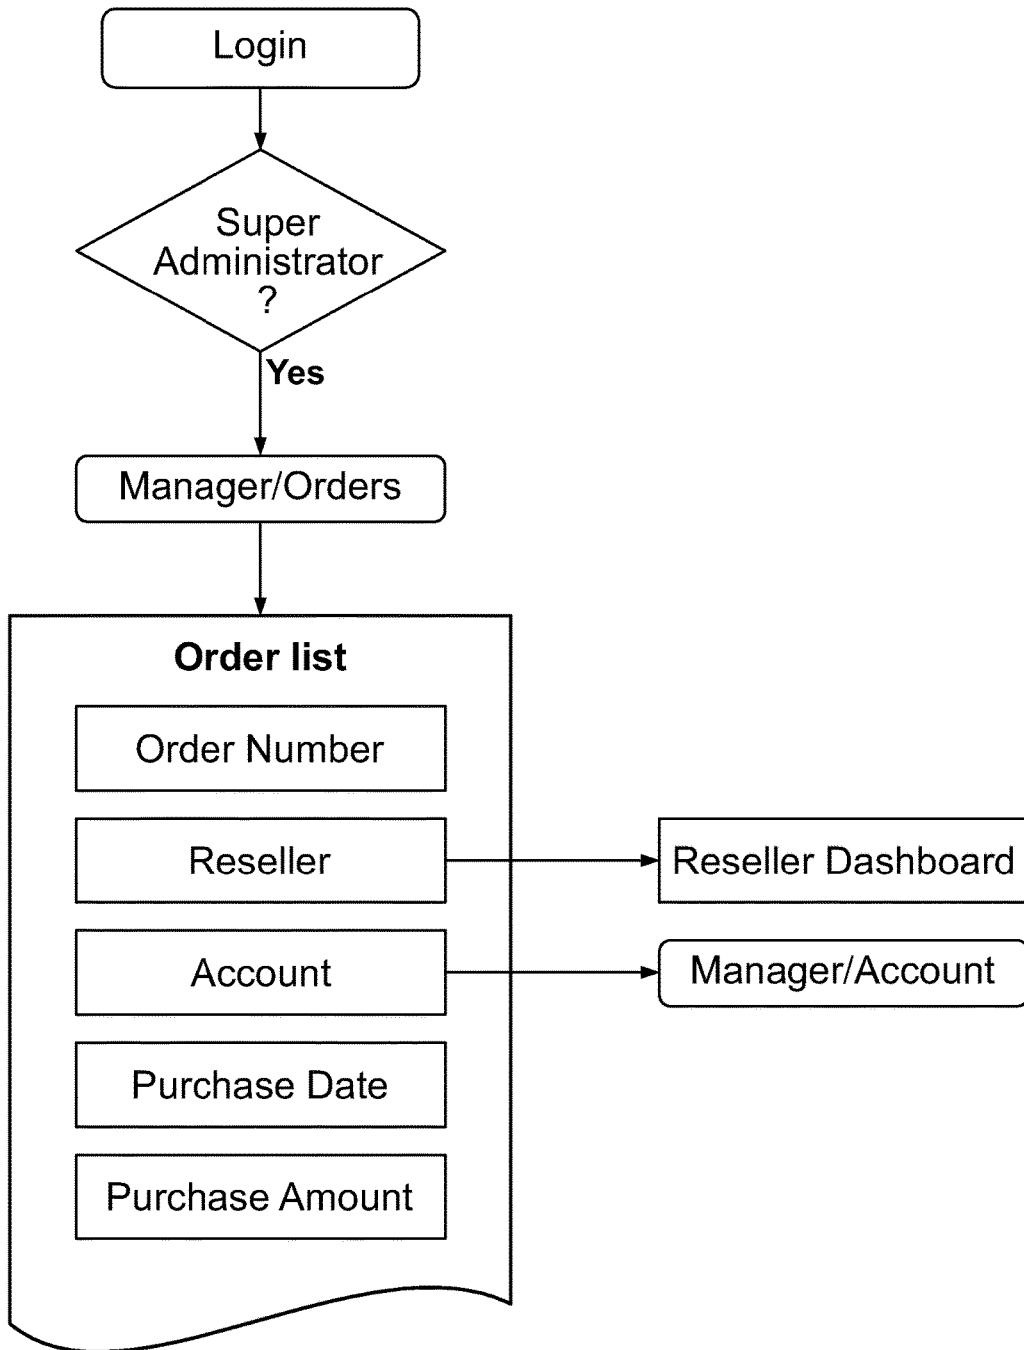 Login
Super
Administrator
?
Yes
Manager/Orders
Order list
Order Number
Reseller
Reseller Dashboard
Account
Manager/Account
Purchase Date
Purchase Amount